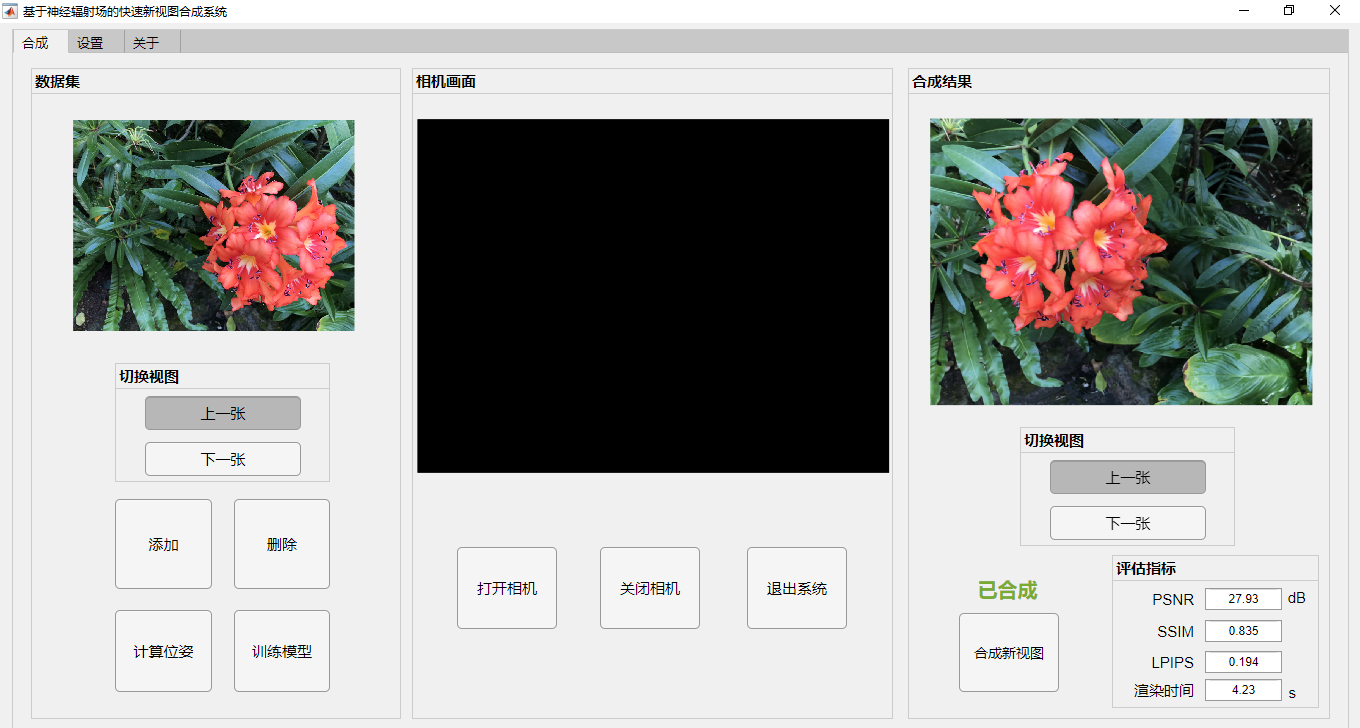 基于神经辐射场的快速新视图合成系统
合成 设置 关于
数据集
切换视图
上一张
下一张
添加 删除
计算位姿 训练模型
相机画面
打开相机 关闭相机 退出系统
合成结果
切换视图
上一张
下一张
已合成
合成新视图
评估指标
PSNR 27.93 dB
SSIM 0.835
LPIPS 0.194
渲染时间 4.23 s